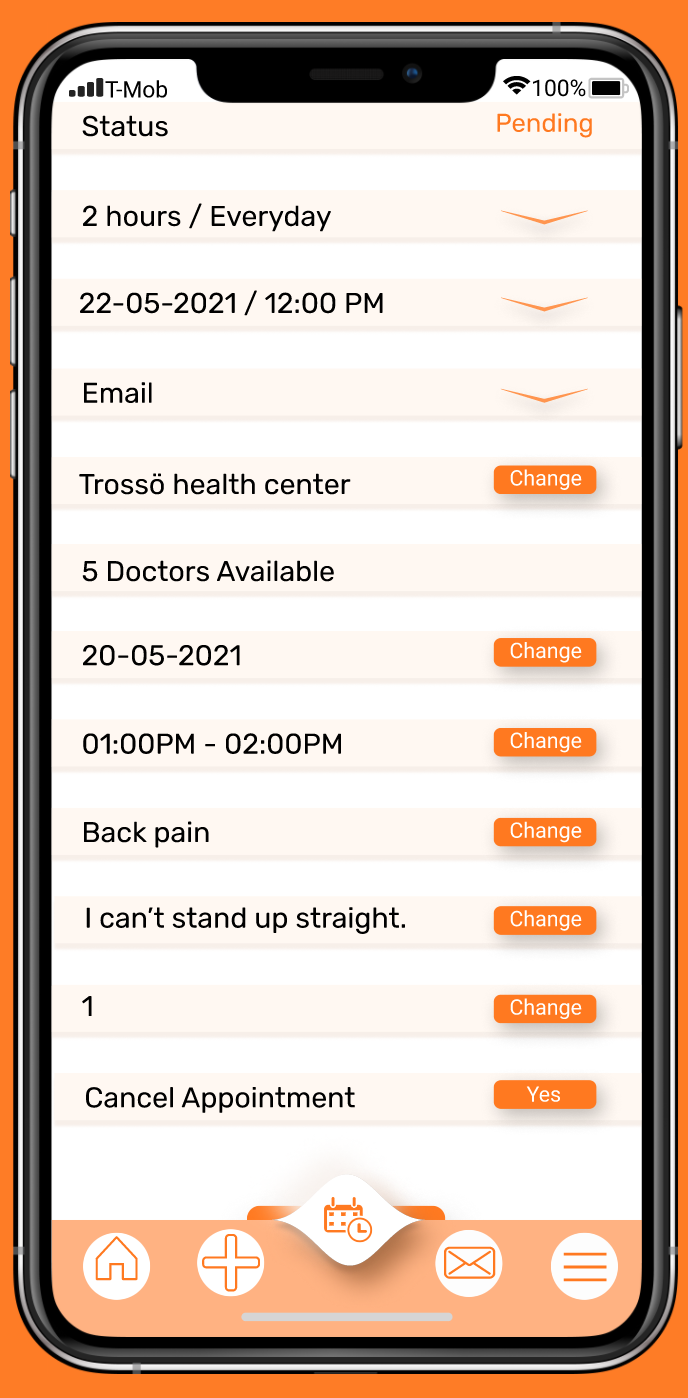 T-Mob 100%
Status Pending
2 hours / Everyday
22-05-2021 / 12:00 PM
Email
Trossö health center Change
5 Doctors Available
20-05-2021 Change
01:00PM - 02:00PM Change
Back pain Change
I can't stand up straight. Change
1 Change
Cancel Appointment Yes